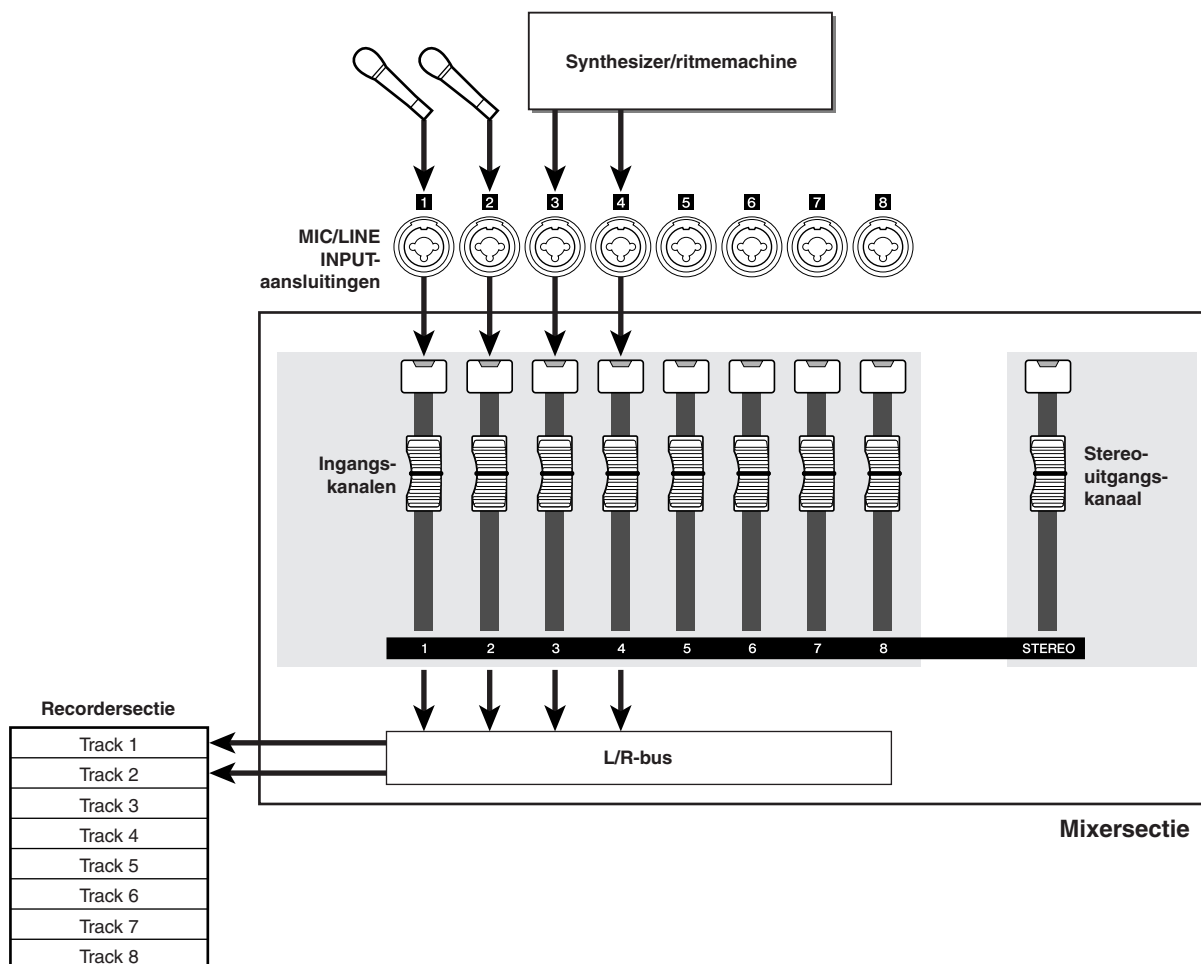 Synthesizer/ritmemachine
1 2 3 4 5 6 7 8
MIC/LINE
INPUT-
aansluitingen
Ingangs-
kanalen
Stereo-
uitgangs-
kanaal
1 2 3 4 5 6 7 8 STEREO
Recordersectie
Track 1
Track 2
Track 3
Track 4
Track 5
Track 6
Track 7
Track 8
L/R-bus
Mixersectie